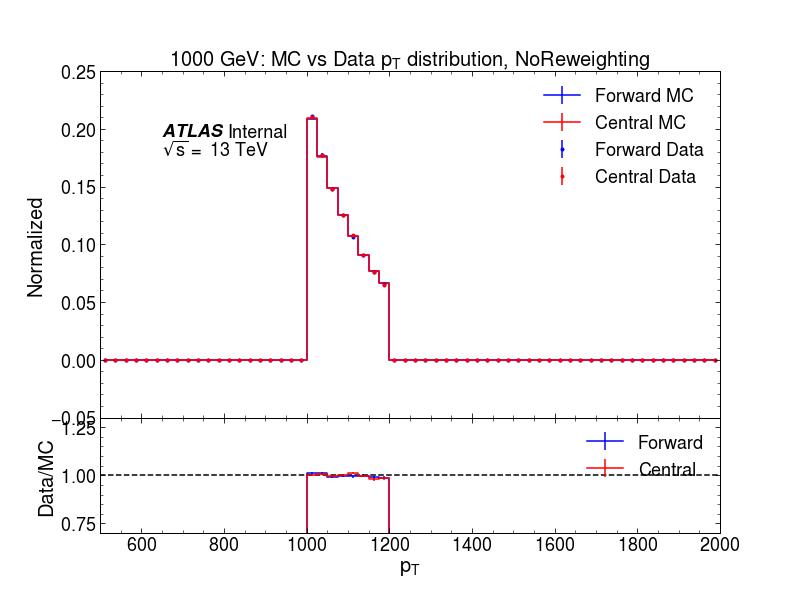 1000 GeV: MC vs Data pT distribution, NoReweighting
0.25
0.20
0.15
0.10
0.05
0.00
−0.05
Normalized
ATLAS Internal
√s = 13 TeV
Forward MC
Central MC
Forward Data
Central Data
1.25
1.00
0.75
Data/MC
Forward
Central
600 800 1000 1200 1400 1600 1800 2000
pT